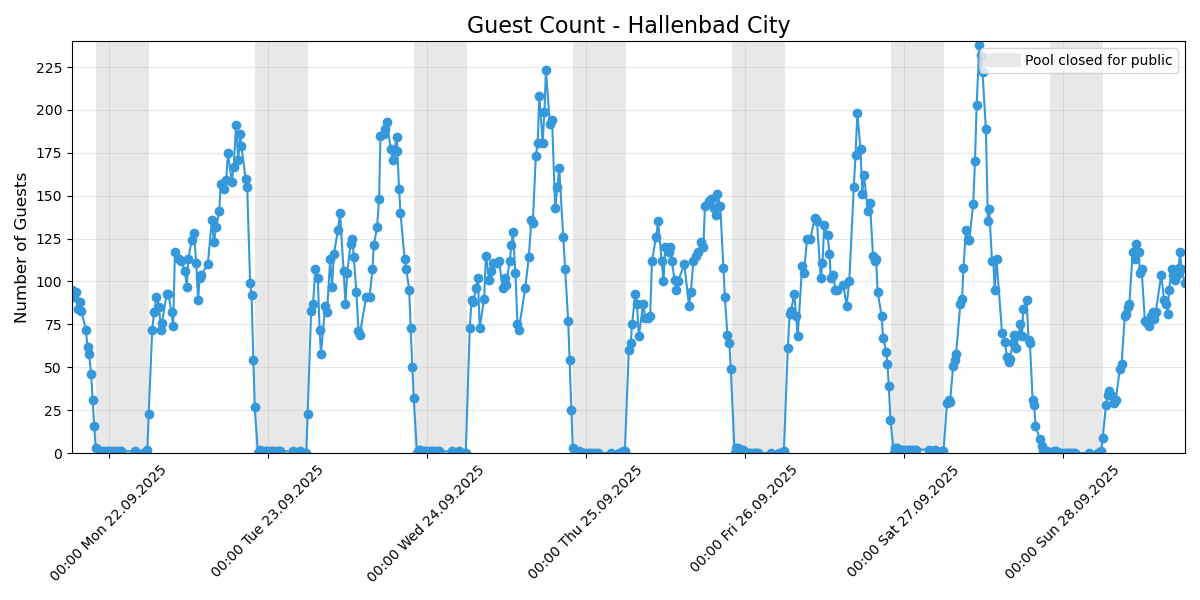 Guest Count - Hallenbad City
Pool closed for public
Number of Guests
225
200
175
150
125
100
75
50
25
0
00:00 Mon 22.09.2025
00:00 Tue 23.09.2025
00:00 Wed 24.09.2025
00:00 Thu 25.09.2025
00:00 Fri 26.09.2025
00:00 Sat 27.09.2025
00:00 Sun 28.09.2025